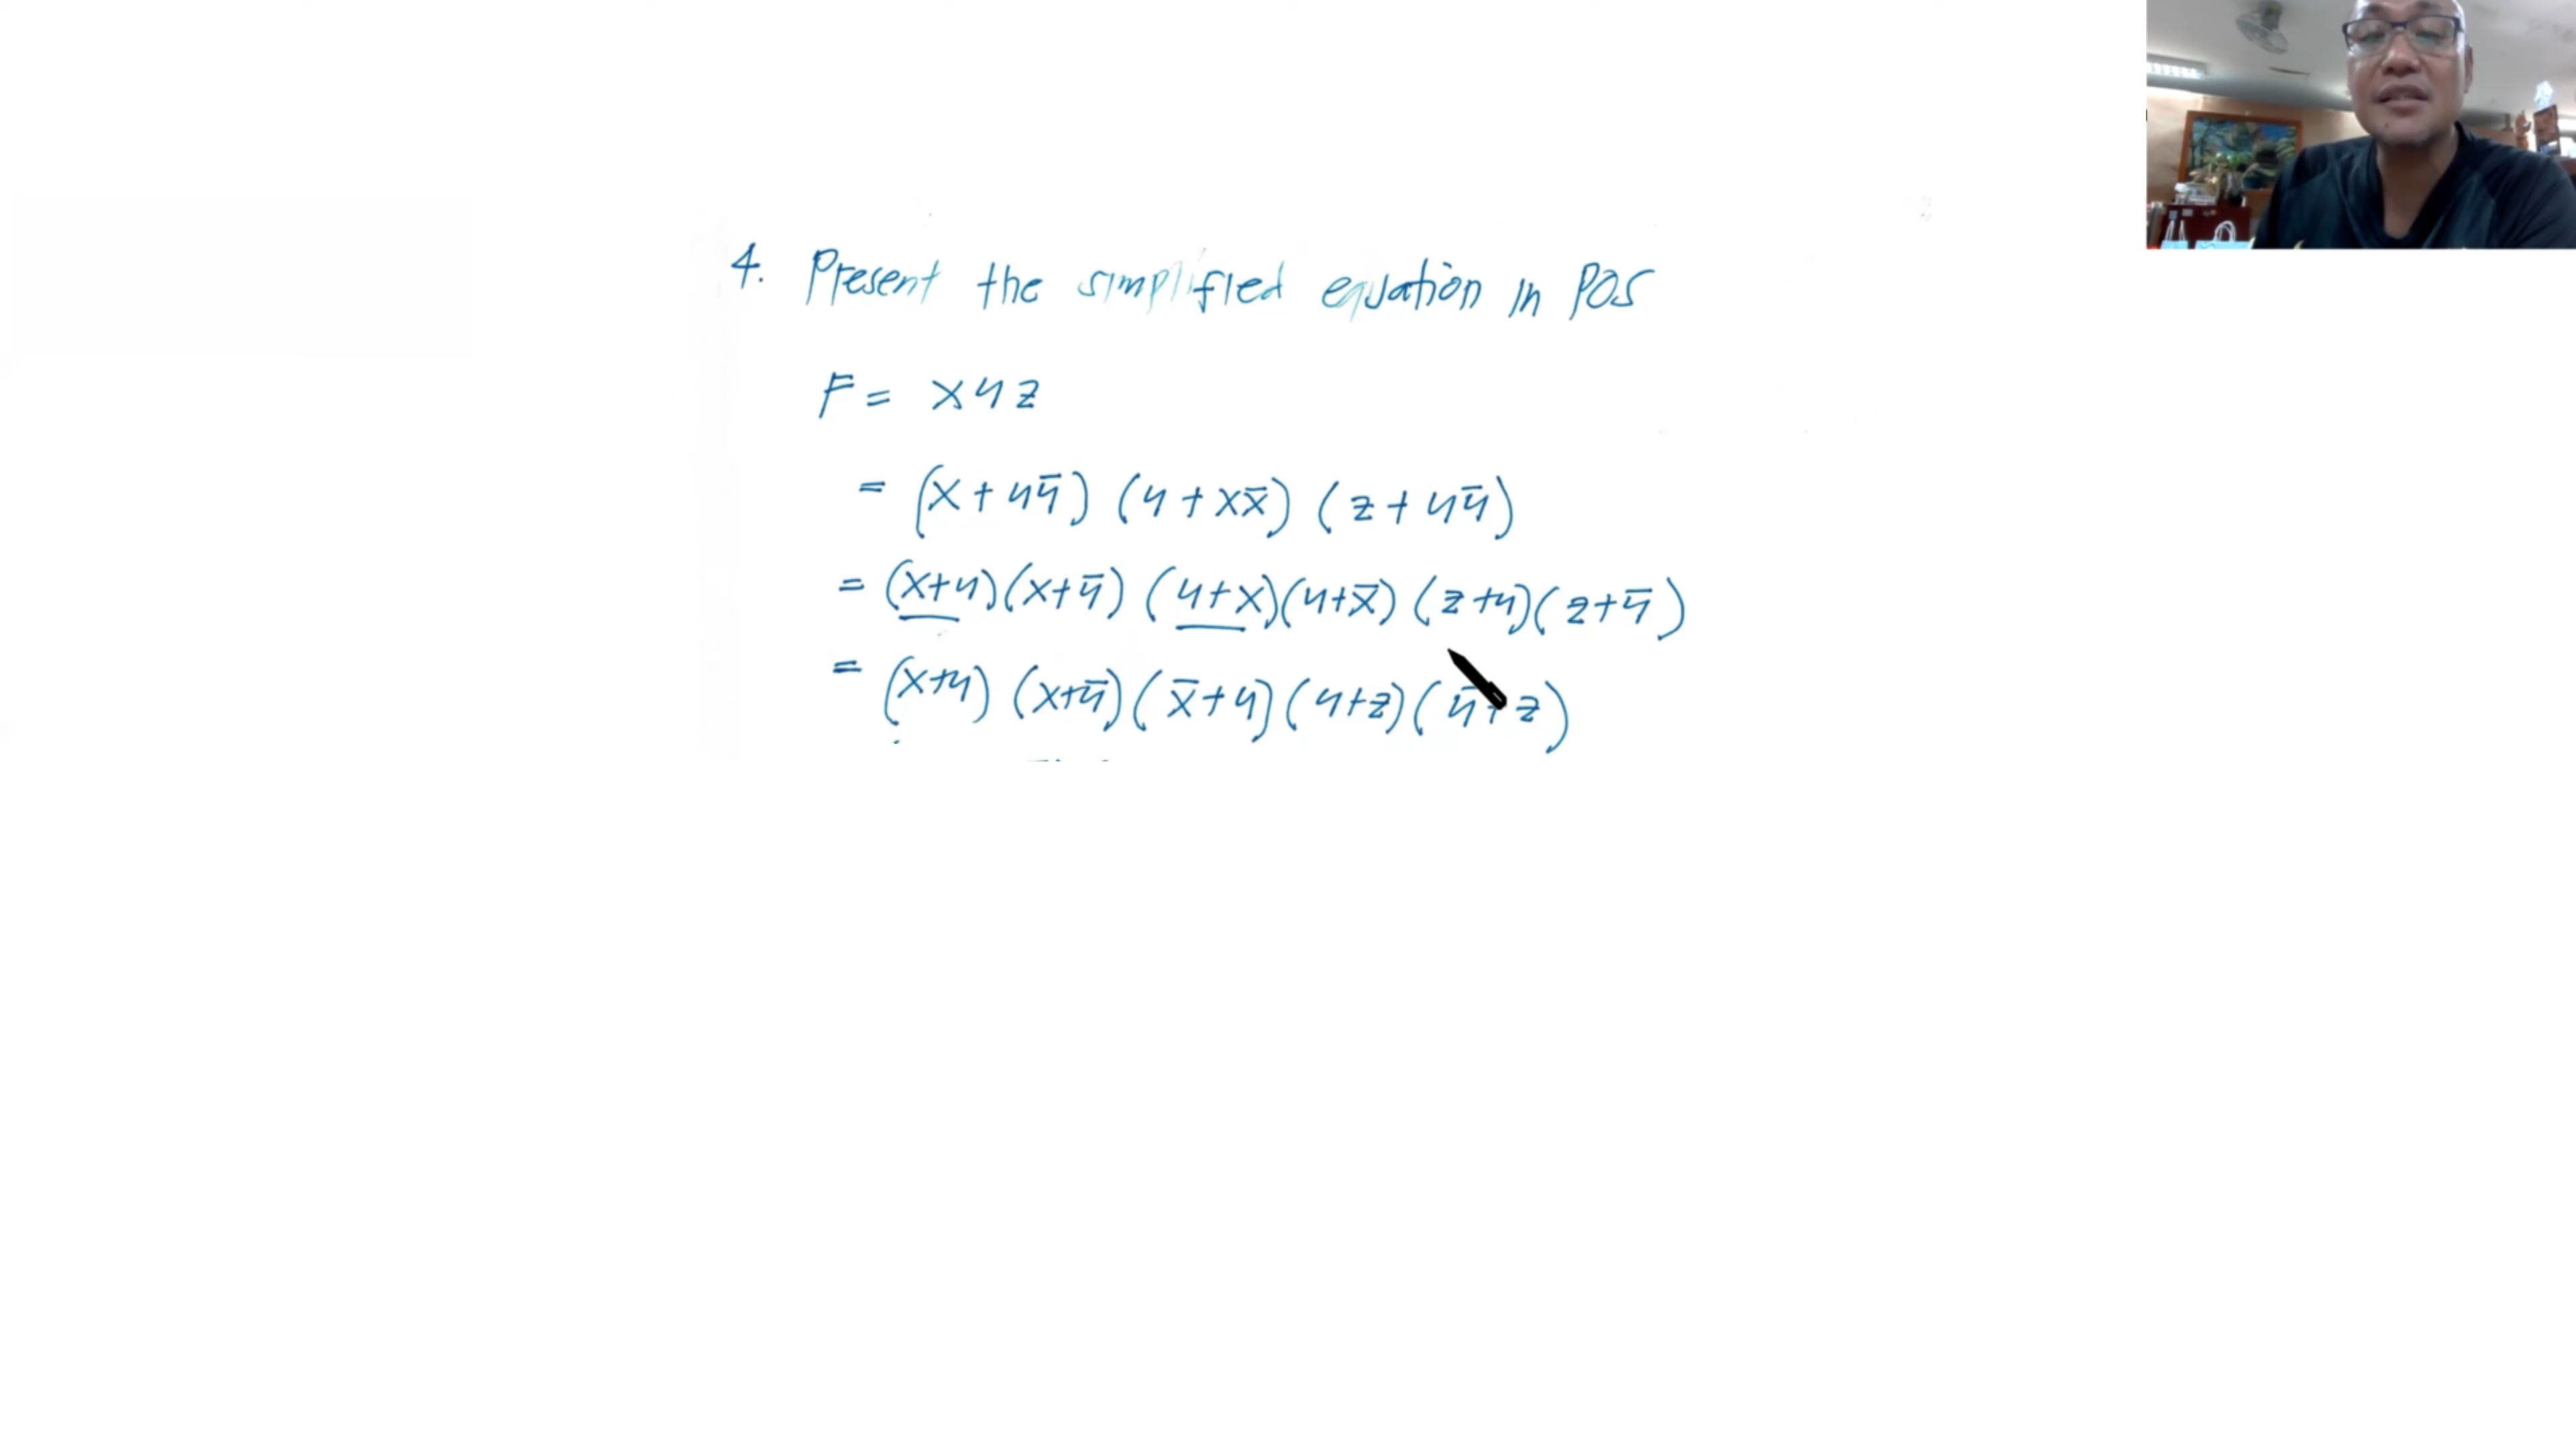 4. Present the simplified equation in POS
F = xyz
= (x + yȳ) (y + xx̄) (z + yȳ)
= (x+y)(x+ȳ) (y+x)(y+x̄) (z+y)(z+ȳ)
= (x+y) (x+ȳ) (x̄+y) (y+z) (ȳ+z)